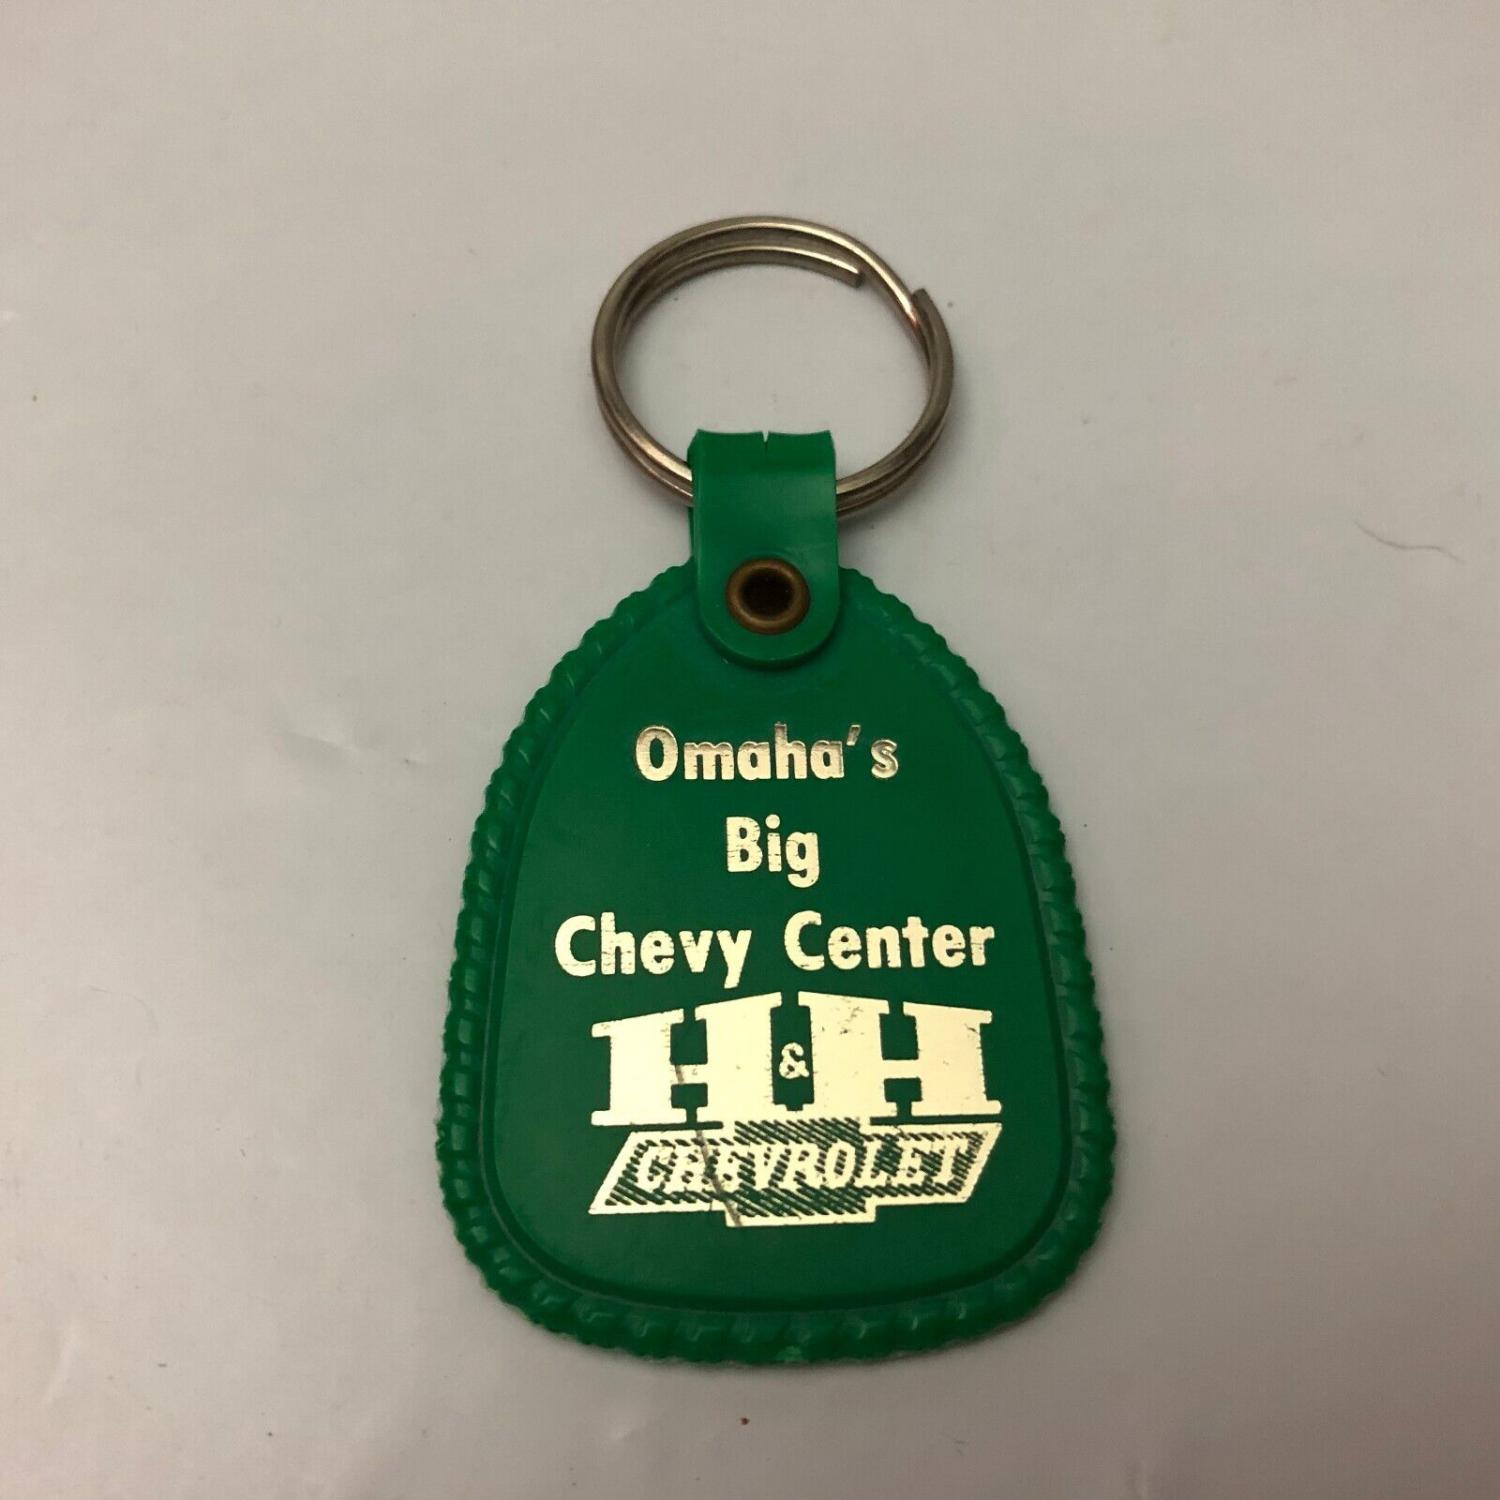 Omaha's
Big
Chevy Center
H & H
CHEVROLET